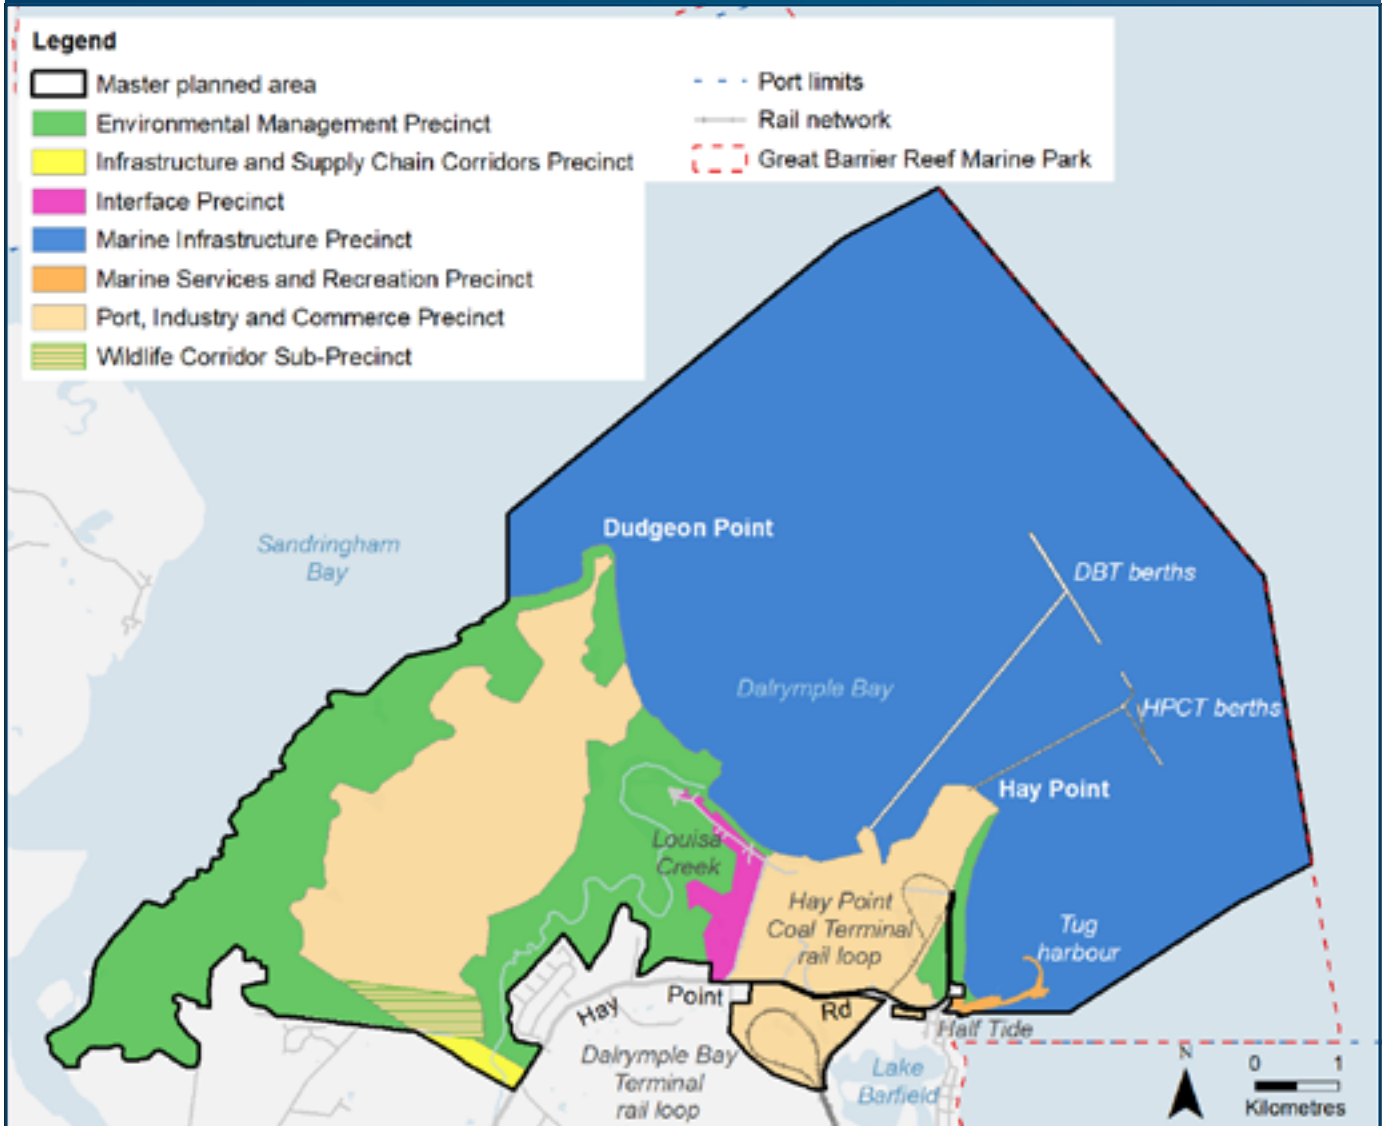 Legend
Master planned area
Environmental Management Precinct
Infrastructure and Supply Chain Corridors Precinct
Interface Precinct
Marine Infrastructure Precinct
Marine Services and Recreation Precinct
Port, Industry and Commerce Precinct
Wildlife Corridor Sub-Precinct
Port limits
Rail network
Great Barrier Reef Marine Park
Sandringham
Bay
Dudgeon Point
DBT berths
Dalrymple Bay
HPCT berths
Hay Point
Louisa
Creek
Hay Point
Coal Terminal
rail loop
Tug
harbour
Hay Point Rd
Half Tide
Dalrymple Bay
Terminal
rail loop
Lake
Barfield
N
0 1
Kilometres